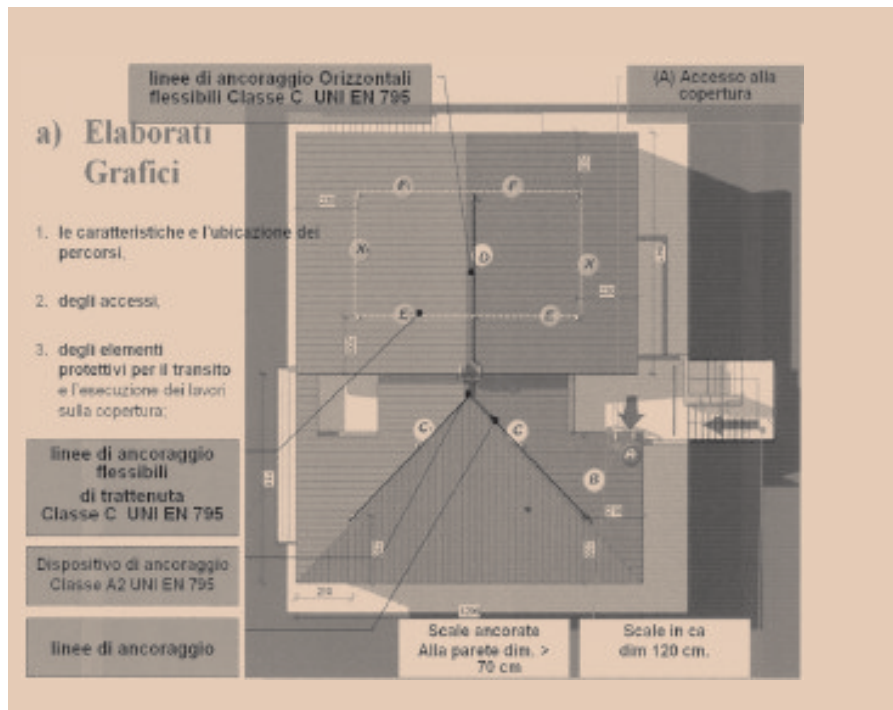 linee di ancoraggio Orizzontali
flessibili Classe C UNI EN 795
(A) Accesso alla
copertura
a) Elaborati
Grafici
1. le caratteristiche e l'ubicazione dei
percorsi,
2. degli accessi,
3. degli elementi
protettivi per il transito
e l'esecuzione dei lavori
sulla copertura;
linee di ancoraggio
flessibili
di trattenuta
Classe C UNI EN 795
Dispositivo di ancoraggio
Classe A2 UNI EN 795
linee di ancoraggio
F
D
X
E
C
C
B
A
Scale ancorate
Alla parete dim. >
70 cm
Scale in ca
dim 120 cm.